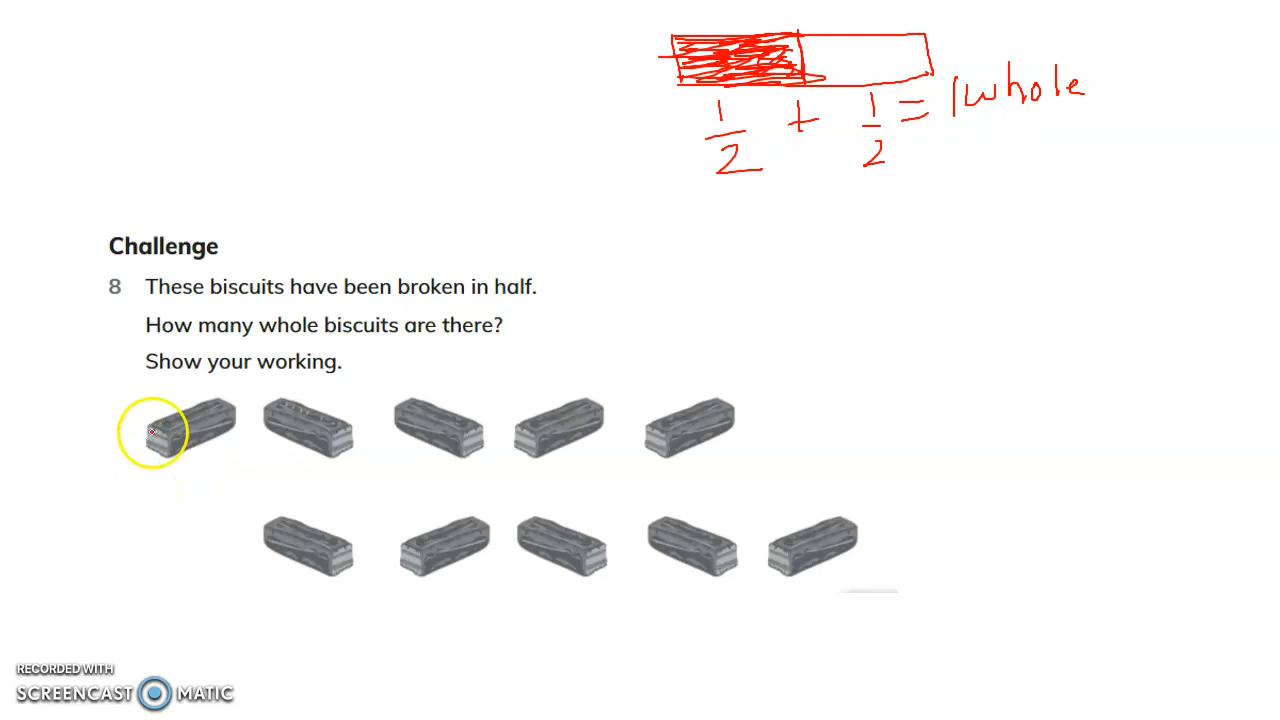 1/2 + 1/2 = 1 whole
Challenge
8 These biscuits have been broken in half.
How many whole biscuits are there?
Show your working.
RECORDED WITH
SCREENCAST MATIC